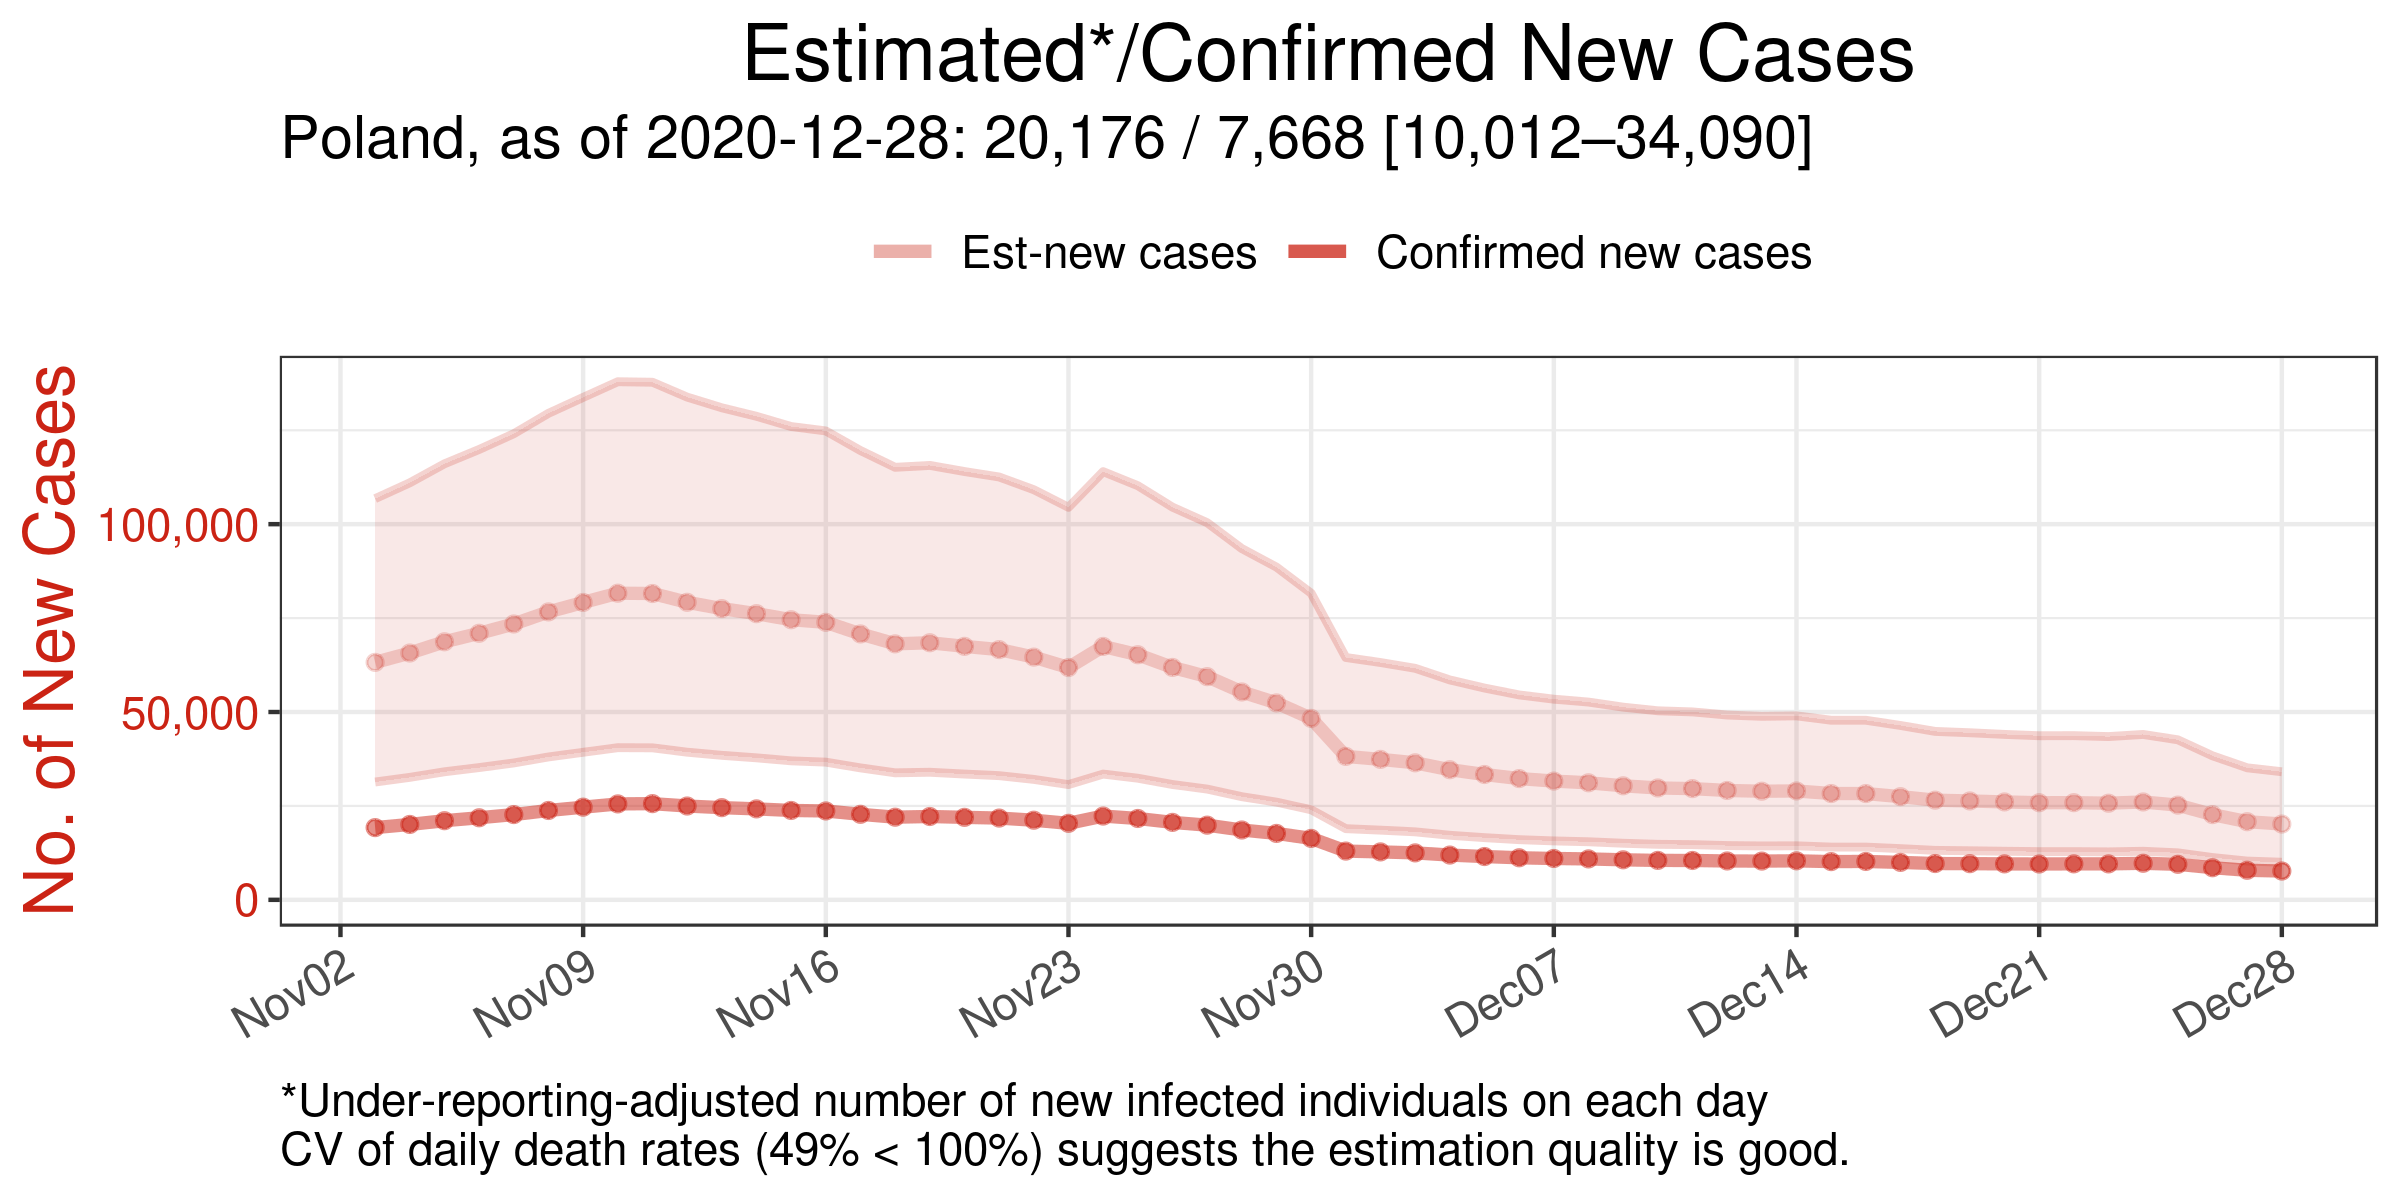 Estimated*/Confirmed New Cases
Poland, as of 2020-12-28: 20,176 / 7,668 [10,012–34,090]
Est-new cases Confirmed new cases
No. of New Cases
100,000
50,000
0
Nov02 Nov09 Nov16 Nov23 Nov30 Dec07 Dec14 Dec21 Dec28
*Under-reporting-adjusted number of new infected individuals on each day
CV of daily death rates (49% < 100%) suggests the estimation quality is good.